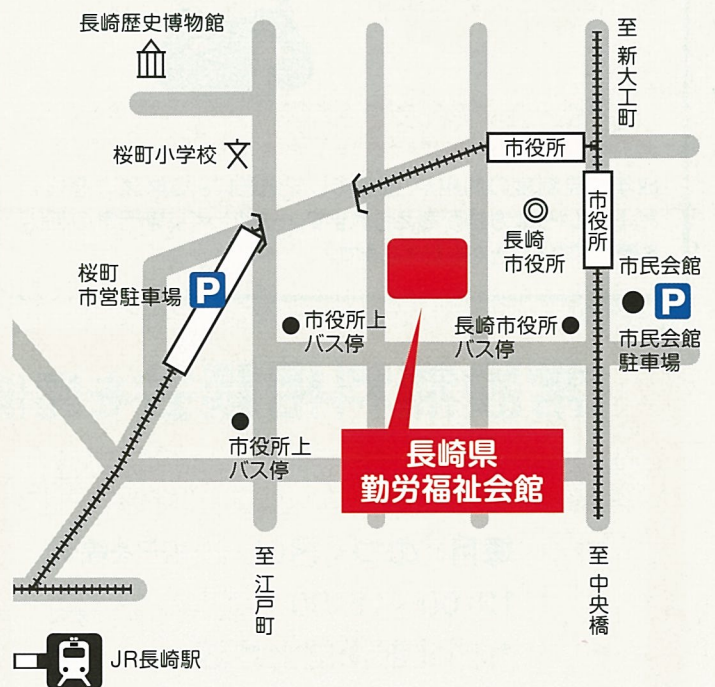 長崎歴史博物館
至新大工町
桜町小学校
市役所
市役所
長崎
市役所
市民会館
P
市民会館
駐車場
桜町
市営駐車場
P
市役所上
バス停
長崎市役所
バス停
市役所上
バス停
長崎県
勤労福祉会館
至江戸町
至中央橋
JR長崎駅